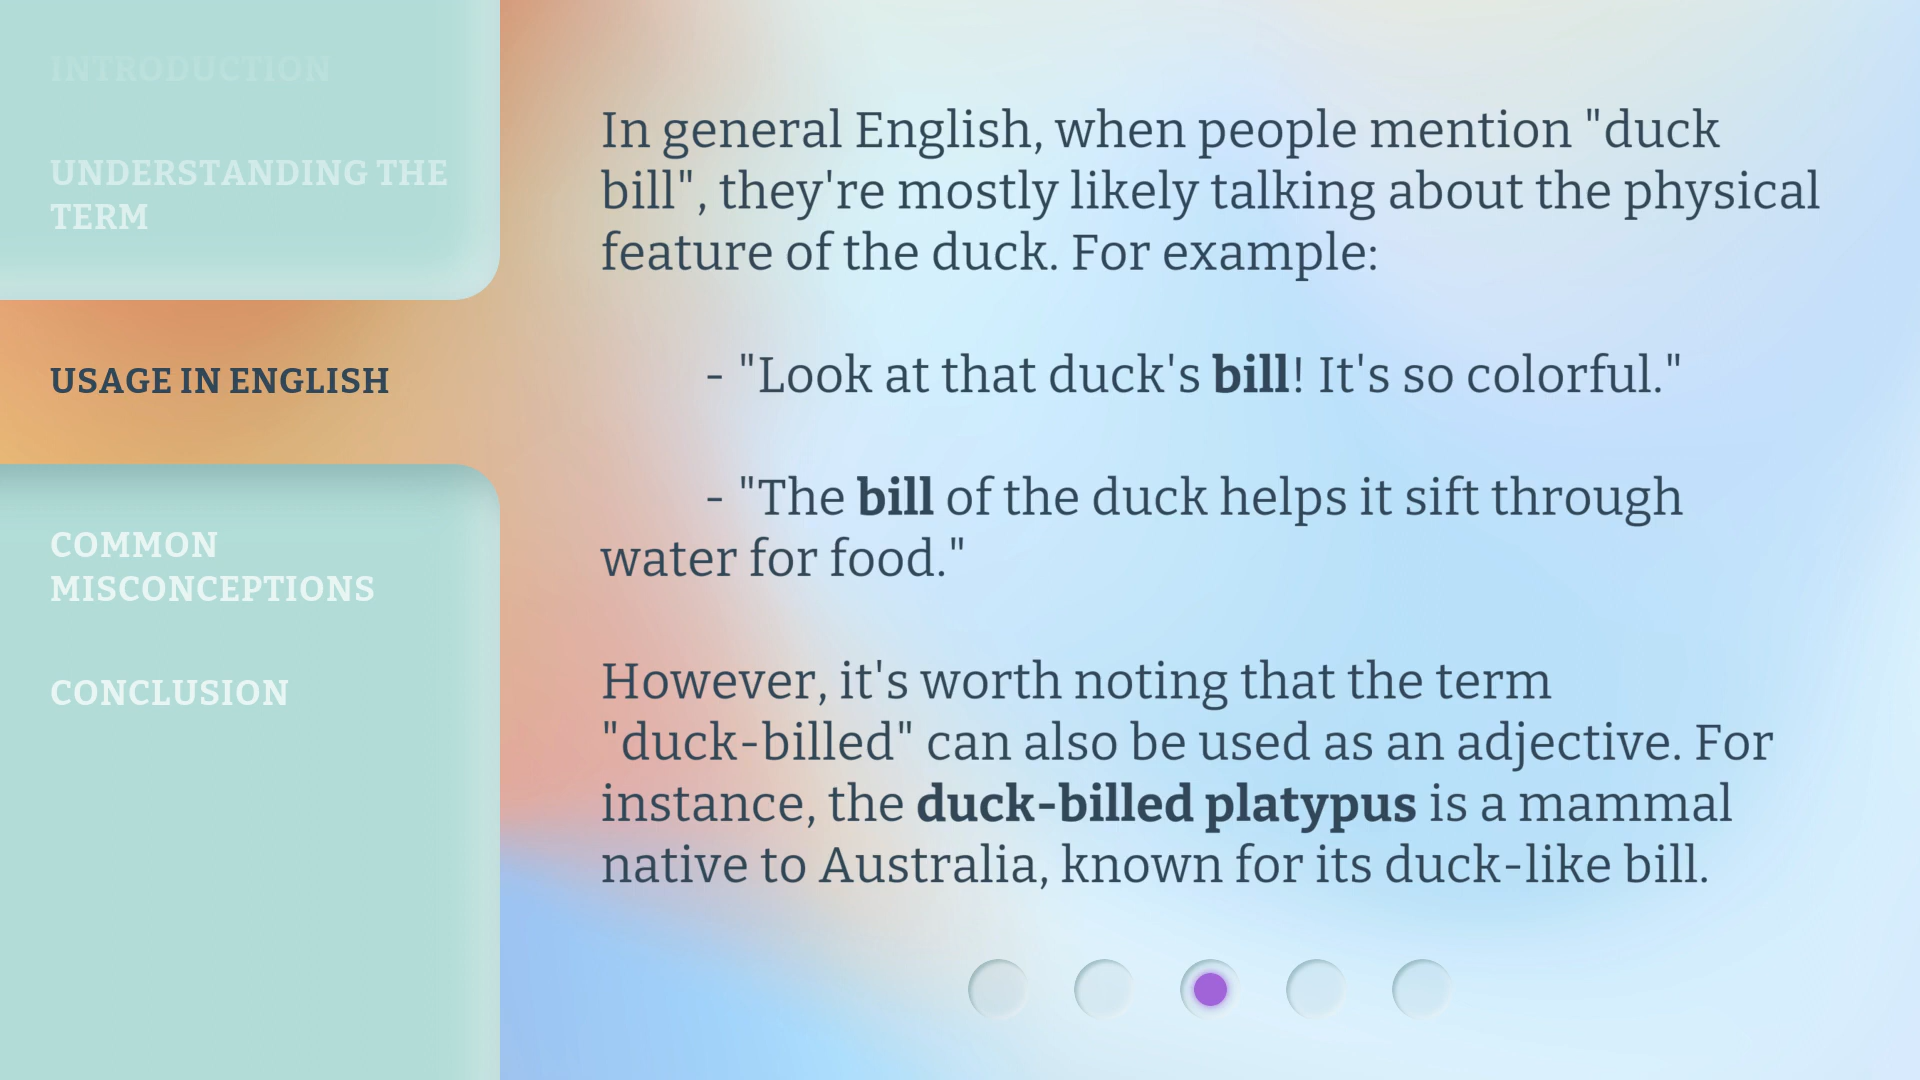 INTRODUCTION
UNDERSTANDING THE
TERM
USAGE IN ENGLISH
COMMON
MISCONCEPTIONS
CONCLUSION
In general English, when people mention "duck
bill", they're mostly likely talking about the physical
feature of the duck. For example:
- "Look at that duck's bill! It's so colorful."
- "The bill of the duck helps it sift through
water for food."
However, it's worth noting that the term
"duck-billed" can also be used as an adjective. For
instance, the duck-billed platypus is a mammal
native to Australia, known for its duck-like bill.